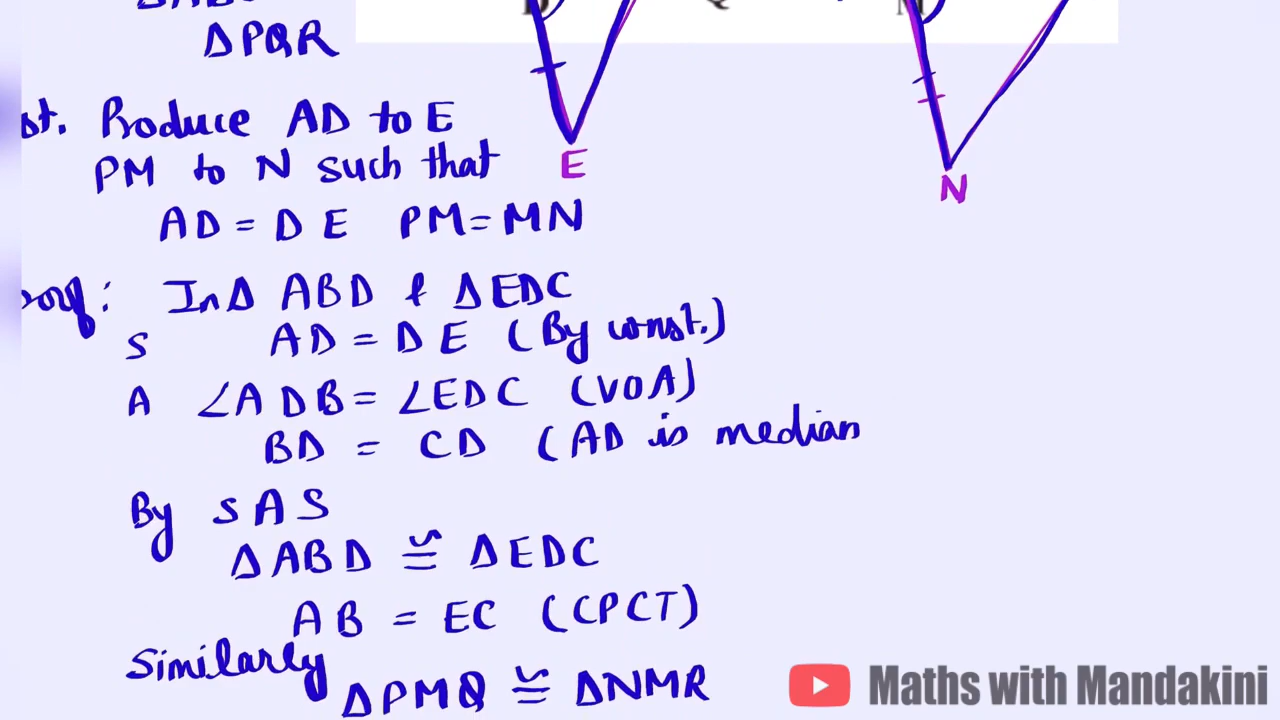 ΔPQR
st. Produce AD to E
E
PM to N such that
N
AD = DE PM = MN
In Δ ABD & ΔEDC
S AD = DE (By const.)
A ∠ADB = ∠EDC (VOA)
BD = CD (AD is median
By SAS
ΔABD ≅ ΔEDC
AB = EC (CPCT)
Similarly
ΔPMQ ≅ ΔNMR
Maths with Mandakini